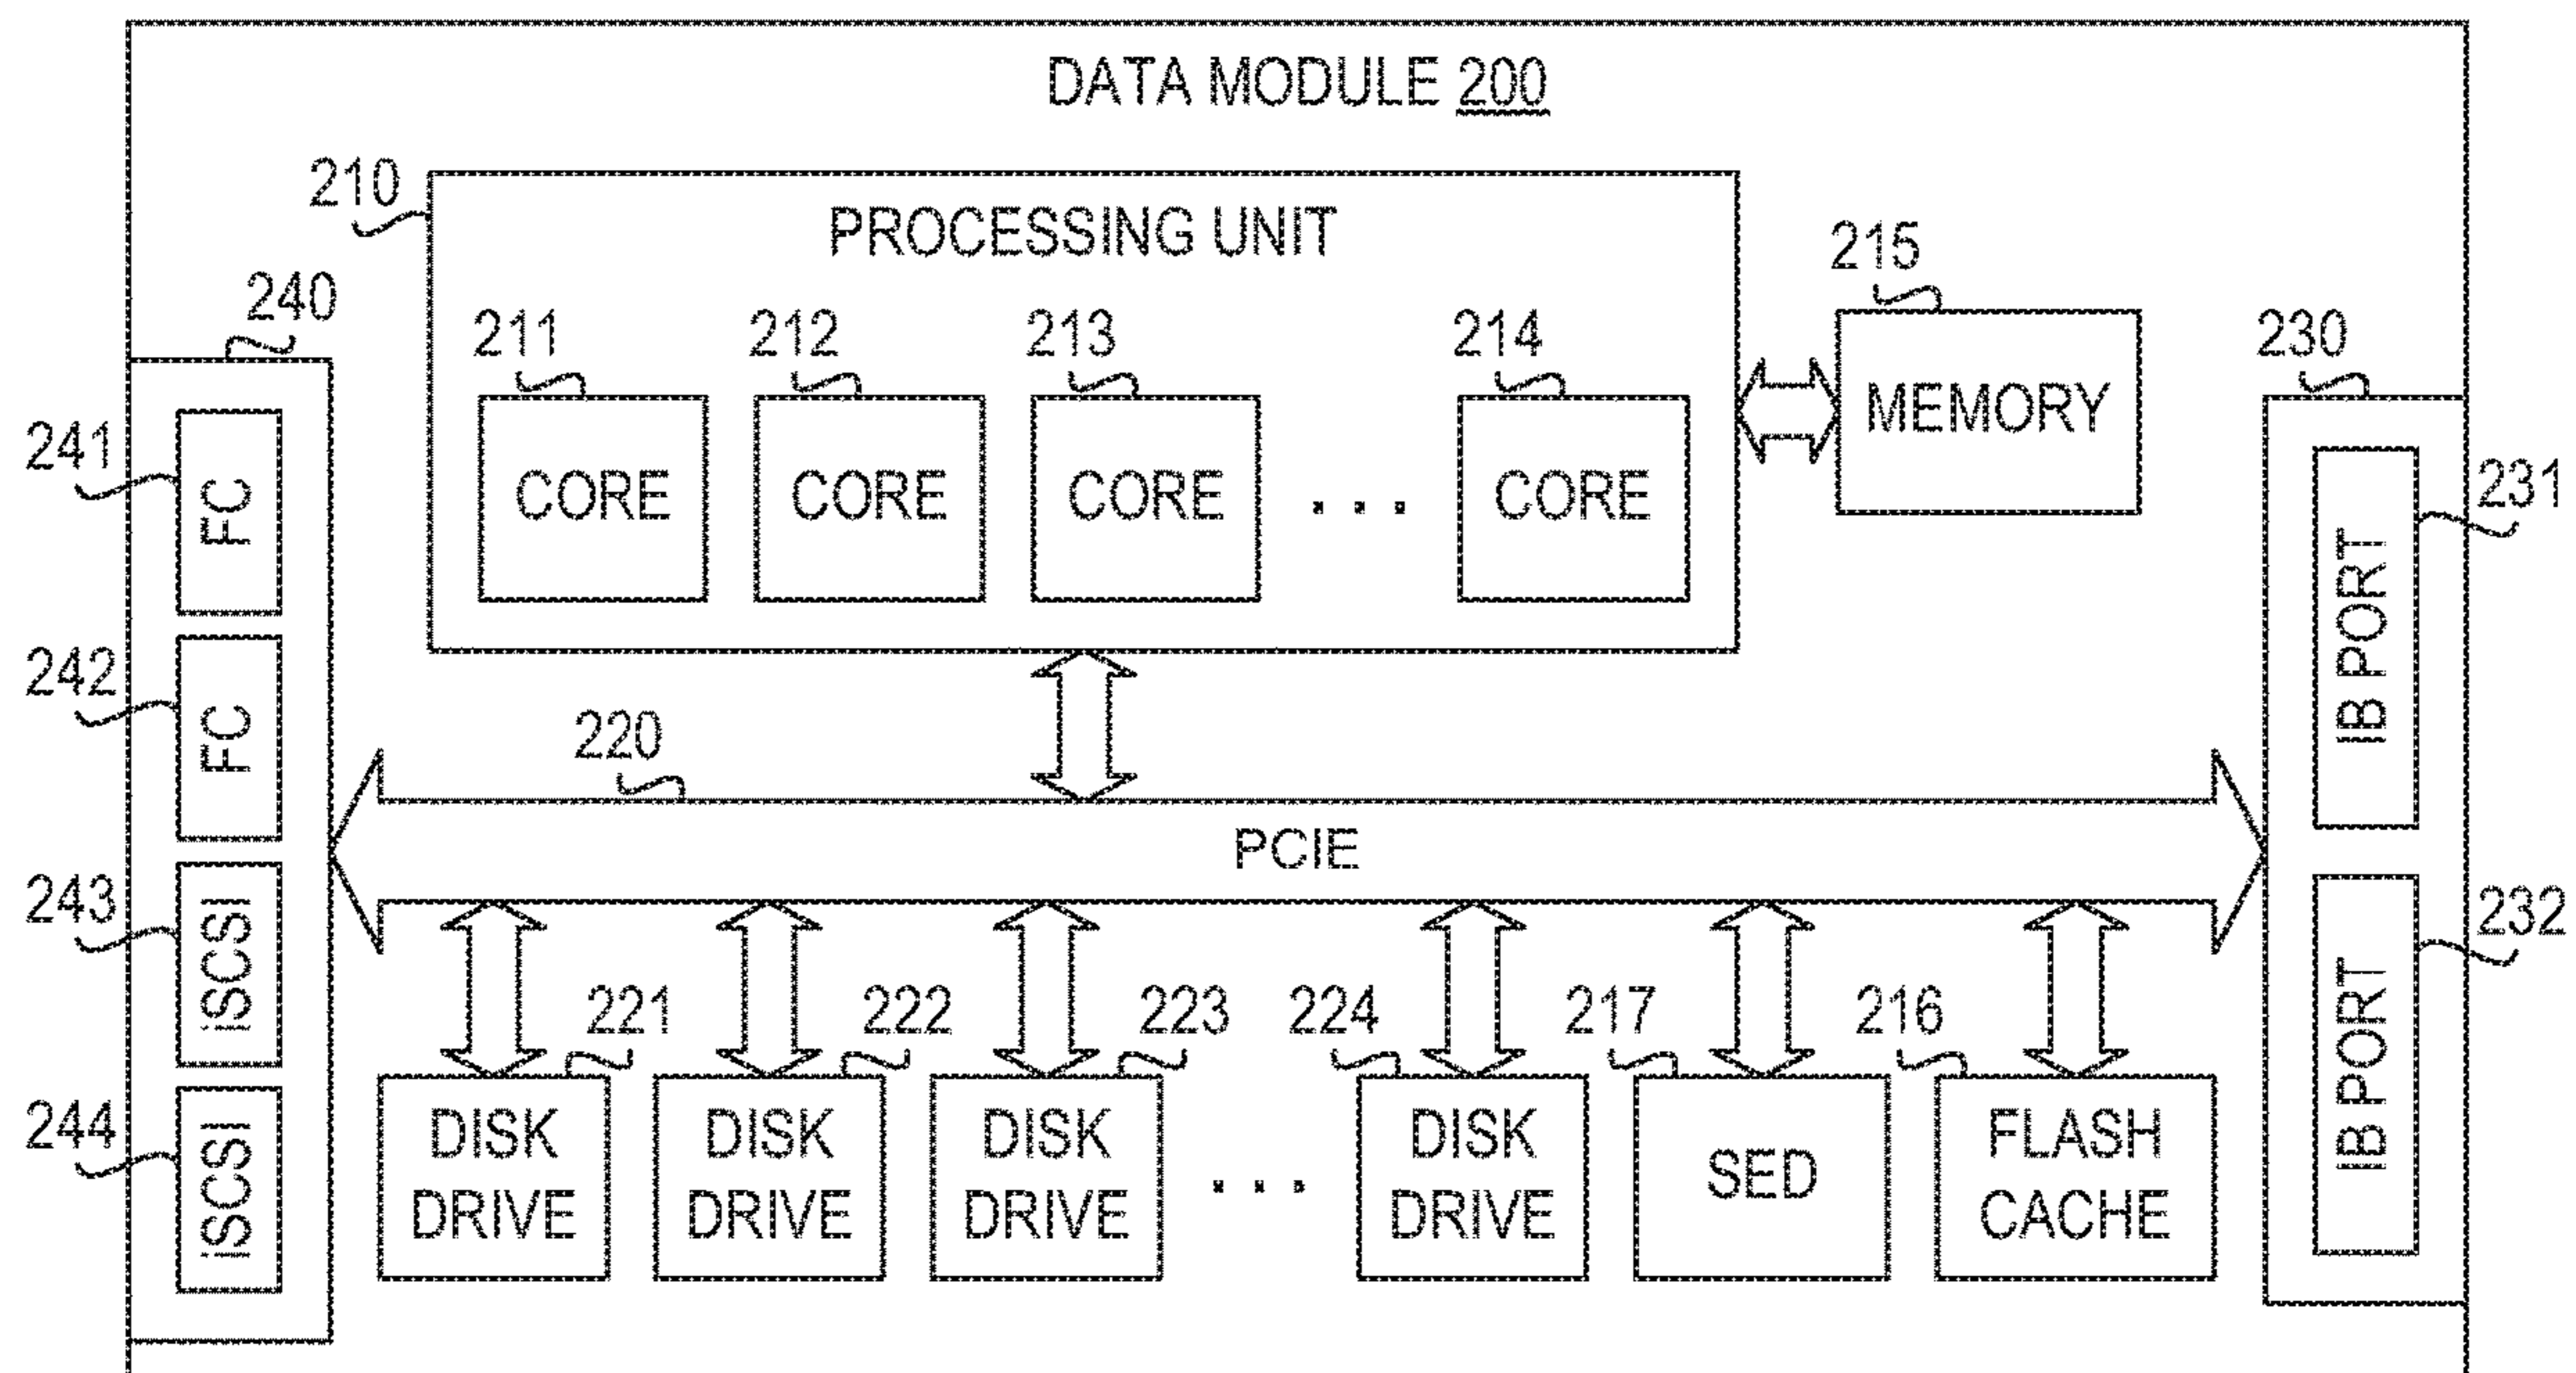 DATA MODULE 200
210
PROCESSING UNIT
215
240
211
212
213
214
230
MEMORY
241
FC
CORE
CORE
CORE
. . .
CORE
231
IB PORT
242
FC
220
PCIE
243
iSCSI
232
IB PORT
221
222
223
224
217
216
244
iSCSI
DISK
DRIVE
DISK
DRIVE
DISK
DRIVE
. . .
DISK
DRIVE
SED
FLASH
CACHE